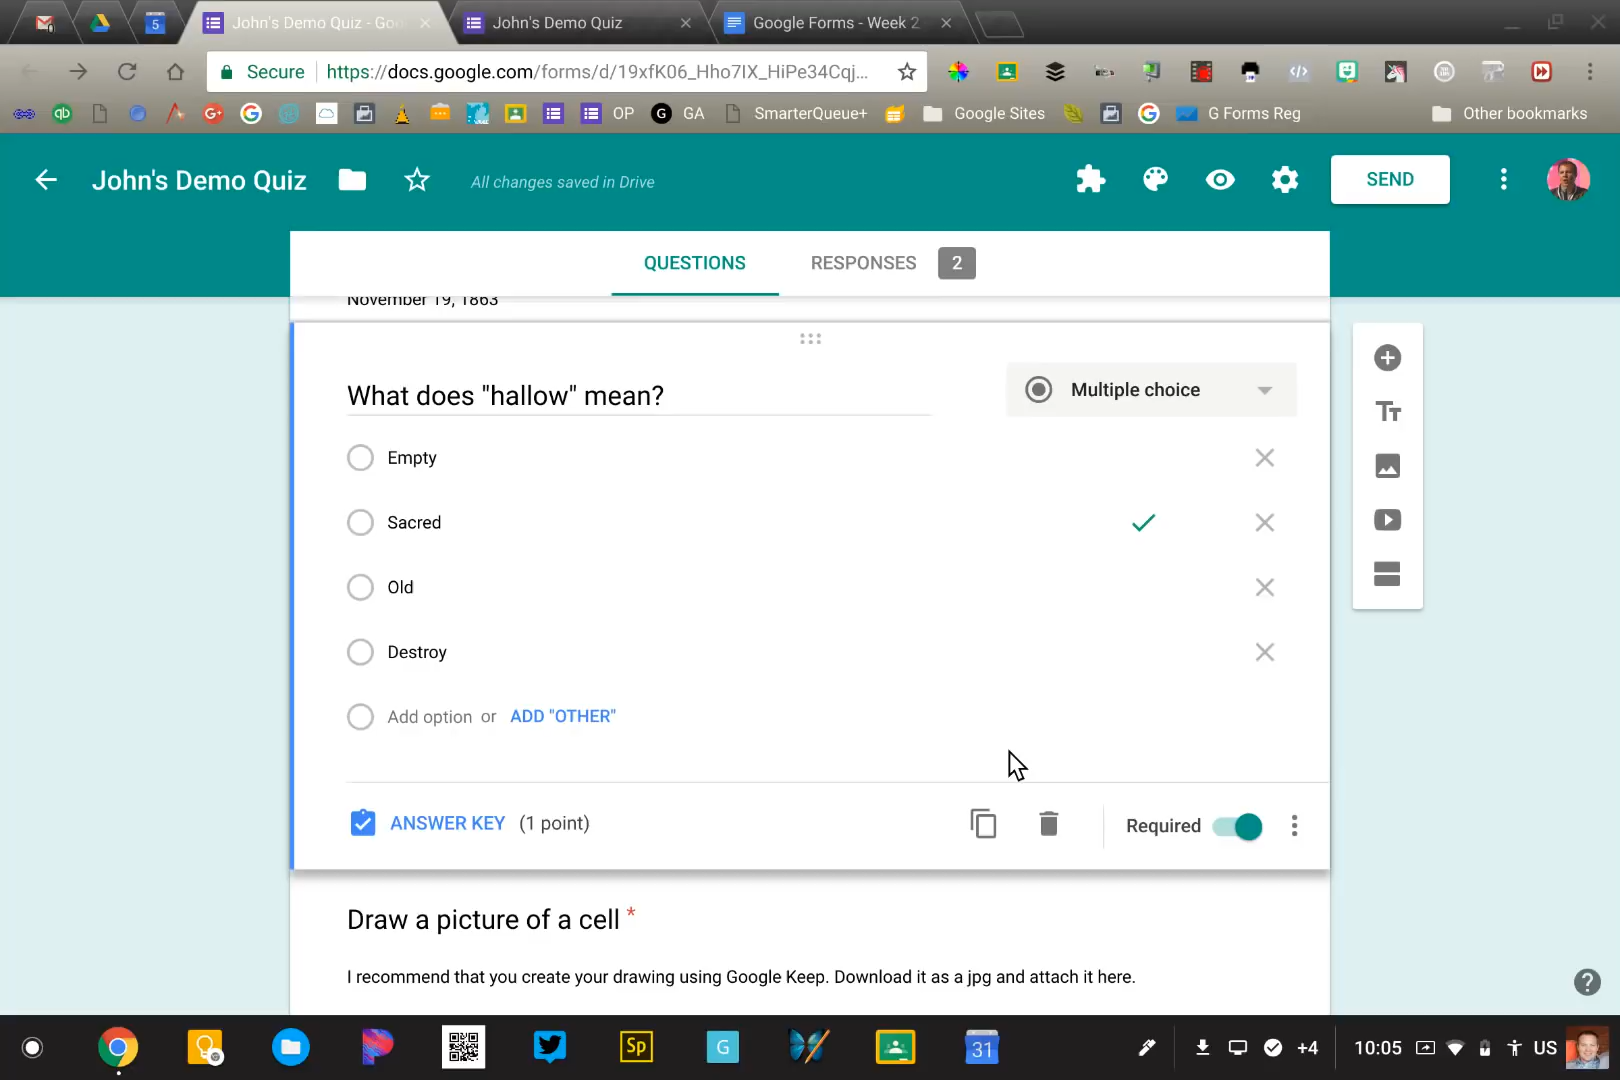 John's Demo Quiz - Goo
John's Demo Quiz
Google Forms - Week 2
Secure
https://docs.google.com/forms/d/19xfK06_Hho7IX_HiPe34Cqj...
OP
GA
SmarterQueue+
Google Sites
G Forms Reg
Other bookmarks
John's Demo Quiz
All changes saved in Drive
SEND
QUESTIONS
RESPONSES
2
November 19, 1863
What does "hallow" mean?
Multiple choice
Empty
Sacred
Old
Destroy
Add option or ADD "OTHER"
ANSWER KEY (1 point)
Required
Draw a picture of a cell *
I recommend that you create your drawing using Google Keep. Download it as a jpg and attach it here.
Sp
G
31
+4
10:05
US